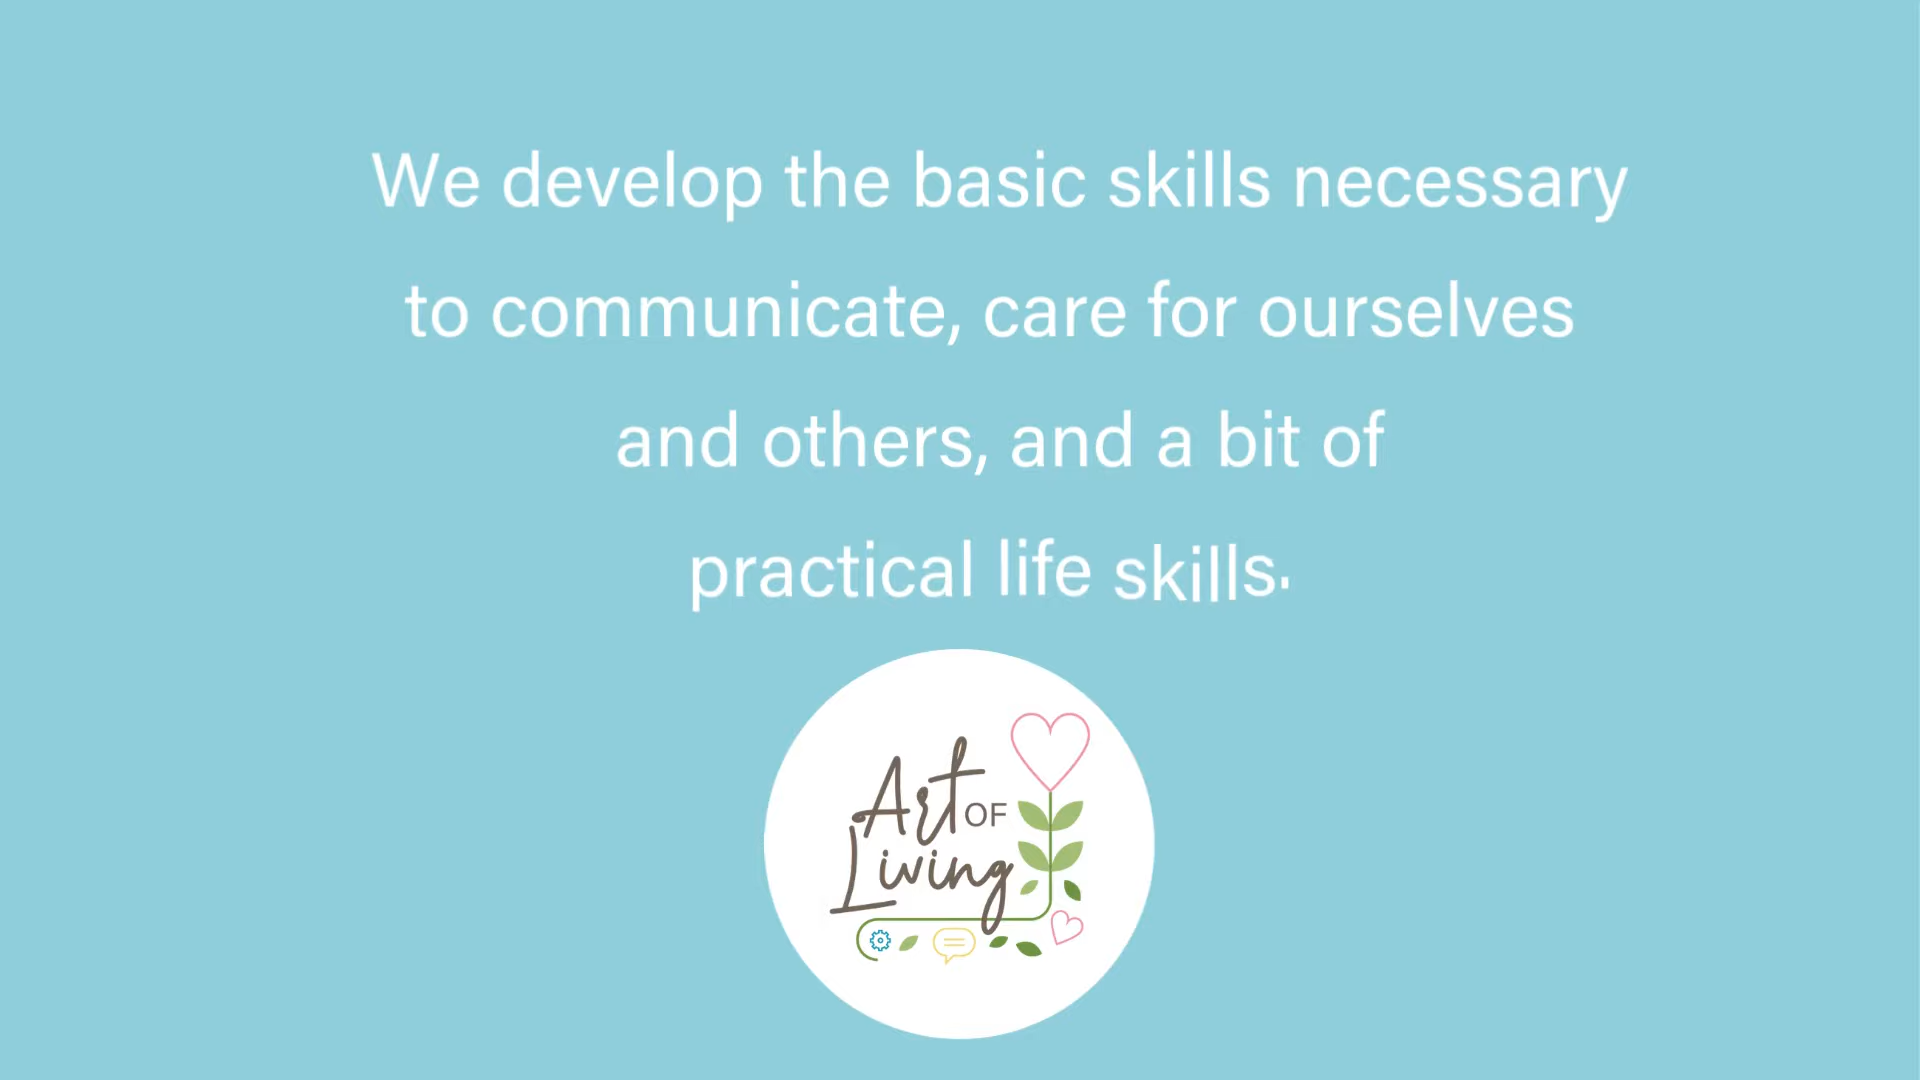 We develop the basic skills necessary
to communicate, care for ourselves
and others, and a bit of
practical life skills.
Art OF
Living